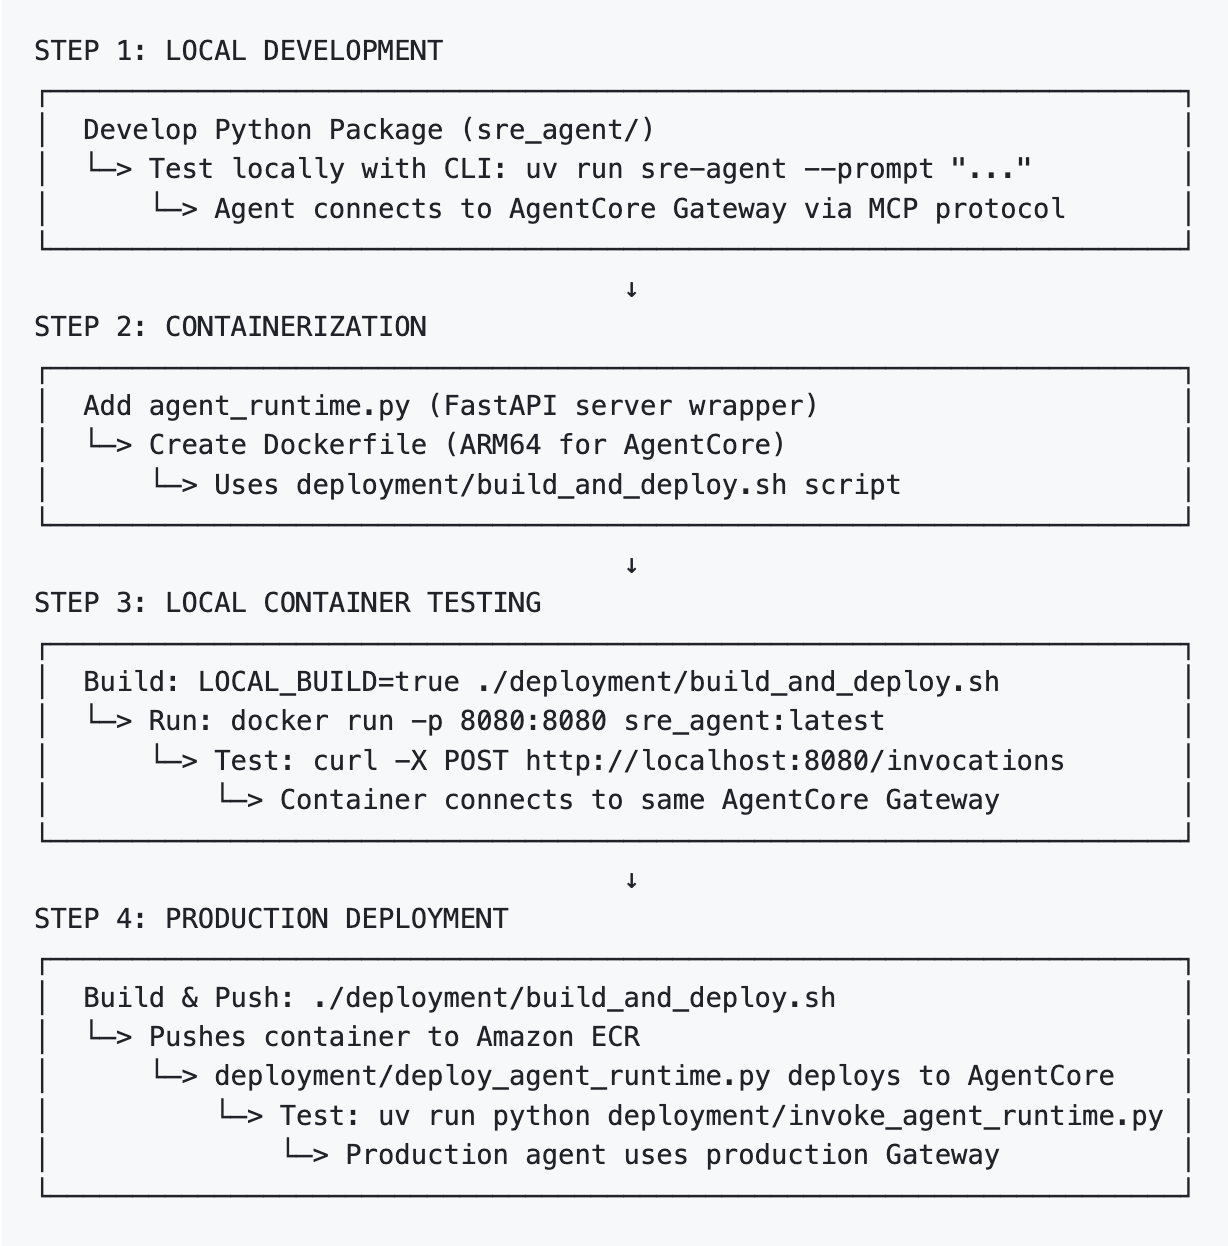 STEP 1: LOCAL DEVELOPMENT
Develop Python Package (sre_agent/)
└─> Test locally with CLI: uv run sre-agent --prompt "..."
└─> Agent connects to AgentCore Gateway via MCP protocol
↓
STEP 2: CONTAINERIZATION
Add agent_runtime.py (FastAPI server wrapper)
└─> Create Dockerfile (ARM64 for AgentCore)
└─> Uses deployment/build_and_deploy.sh script
↓
STEP 3: LOCAL CONTAINER TESTING
Build: LOCAL_BUILD=true ./deployment/build_and_deploy.sh
└─> Run: docker run -p 8080:8080 sre_agent:latest
└─> Test: curl -X POST http://localhost:8080/invocations
└─> Container connects to same AgentCore Gateway
↓
STEP 4: PRODUCTION DEPLOYMENT
Build & Push: ./deployment/build_and_deploy.sh
└─> Pushes container to Amazon ECR
└─> deployment/deploy_agent_runtime.py deploys to AgentCore
└─> Test: uv run python deployment/invoke_agent_runtime.py
└─> Production agent uses production Gateway